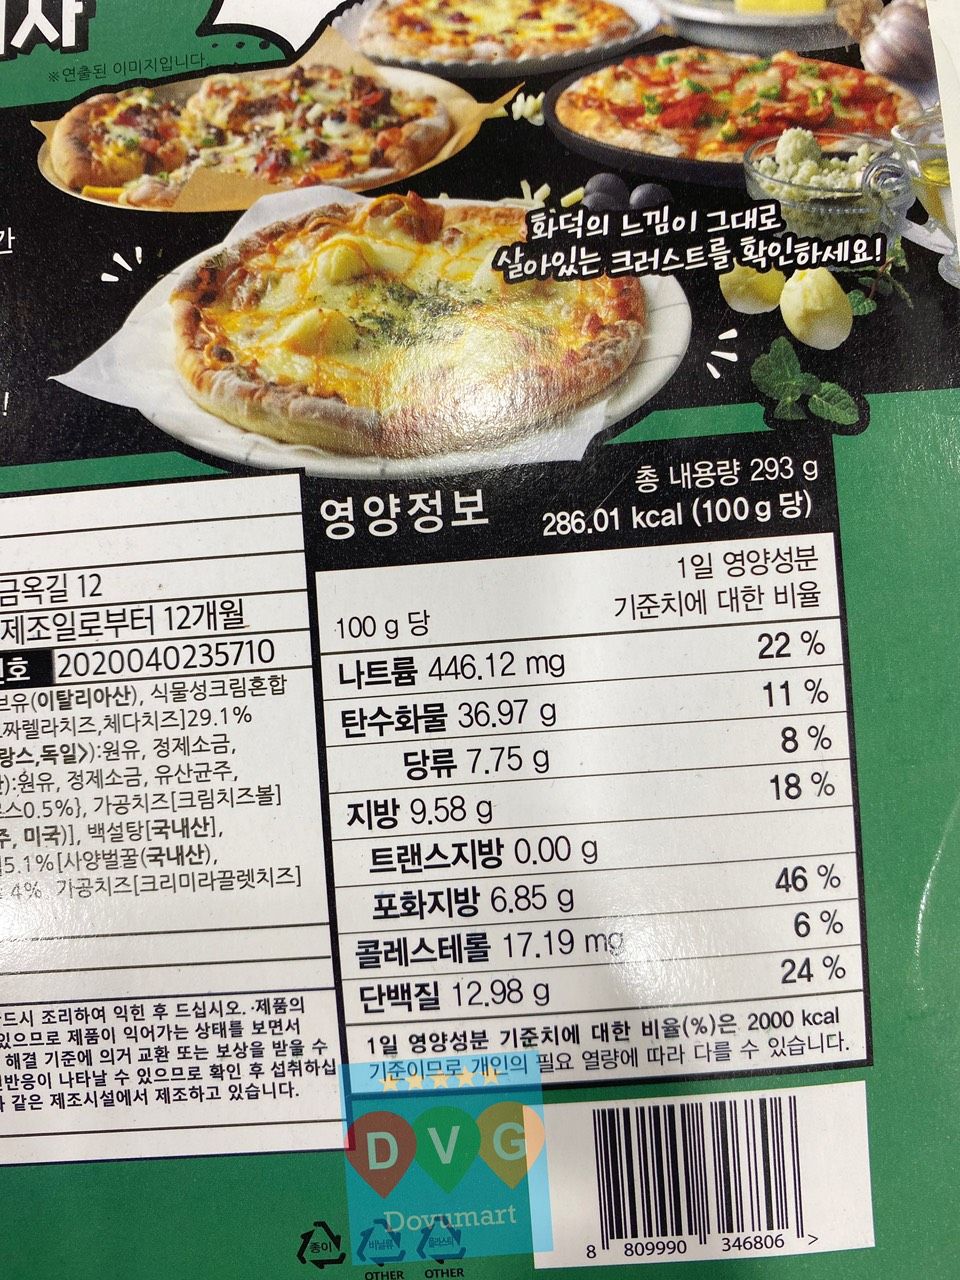 ※연출된 이미지입니다.
화덕의 느낌이 그대로
살아있는 크러스트를 확인하세요!
영양정보
총 내용량 293 g
286.01 kcal (100 g 당)
100 g 당
1일 영양성분
기준치에 대한 비율
나트륨 446.12 mg 22 %
탄수화물 36.97 g 11 %
당류 7.75 g 8 %
지방 9.58 g 18 %
트랜스지방 0.00 g
포화지방 6.85 g 46 %
콜레스테롤 17.19 mg 6 %
단백질 12.98 g 24 %
1일 영양성분 기준치에 대한 비율(%)은 2000 kcal
기준이므로 개인의 필요 열량에 따라 다를 수 있습니다.
금옥길 12
제조일로부터 12개월
2020040235710
(이탈리아산), 식물성크림혼합
체다치즈]29.1%
독일>):원유, 정제소금,
:원유, 정제소금, 유산균주,
0.5%}, 가공치즈[크림치즈볼]
미국)], 백설탕[국내산],
5.1%[사양벌꿀(국내산),
4%, 가공치즈[크리미라끌렛치즈]
조리하여 익힌 후 드십시오. ·제품의
있으므로 제품이 익어가는 상태를 보면서
해결 기준에 의거 교환 또는 보상을 받을 수
나타날 수 있으므로 확인 후 섭취하십
같은 제조시설에서 제조하고 있습니다.
DVG
Dovumart
종이
비닐류
플라스틱
OTHER
OTHER
8 809990 346806 >